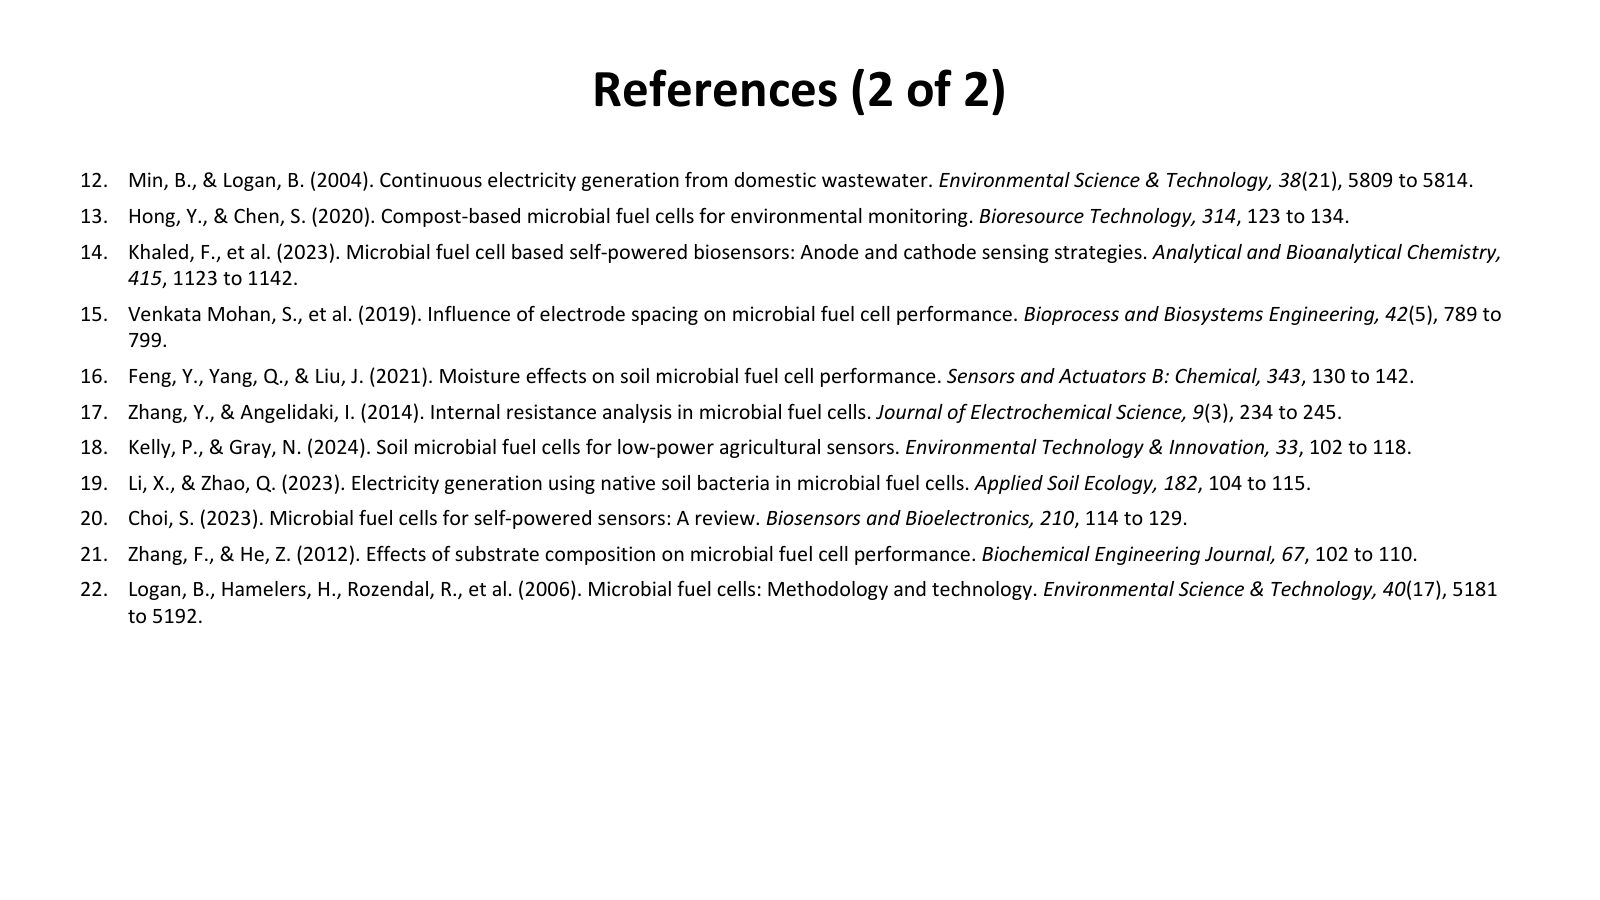 References (2 of 2)
12. Min, B., & Logan, B. (2004). Continuous electricity generation from domestic wastewater. Environmental Science & Technology, 38(21), 5809 to 5814.
13. Hong, Y., & Chen, S. (2020). Compost-based microbial fuel cells for environmental monitoring. Bioresource Technology, 314, 123 to 134.
14. Khaled, F., et al. (2023). Microbial fuel cell based self-powered biosensors: Anode and cathode sensing strategies. Analytical and Bioanalytical Chemistry,
415, 1123 to 1142.
15. Venkata Mohan, S., et al. (2019). Influence of electrode spacing on microbial fuel cell performance. Bioprocess and Biosystems Engineering, 42(5), 789 to
799.
16. Feng, Y., Yang, Q., & Liu, J. (2021). Moisture effects on soil microbial fuel cell performance. Sensors and Actuators B: Chemical, 343, 130 to 142.
17. Zhang, Y., & Angelidaki, I. (2014). Internal resistance analysis in microbial fuel cells. Journal of Electrochemical Science, 9(3), 234 to 245.
18. Kelly, P., & Gray, N. (2024). Soil microbial fuel cells for low-power agricultural sensors. Environmental Technology & Innovation, 33, 102 to 118.
19. Li, X., & Zhao, Q. (2023). Electricity generation using native soil bacteria in microbial fuel cells. Applied Soil Ecology, 182, 104 to 115.
20. Choi, S. (2023). Microbial fuel cells for self-powered sensors: A review. Biosensors and Bioelectronics, 210, 114 to 129.
21. Zhang, F., & He, Z. (2012). Effects of substrate composition on microbial fuel cell performance. Biochemical Engineering Journal, 67, 102 to 110.
22. Logan, B., Hamelers, H., Rozendal, R., et al. (2006). Microbial fuel cells: Methodology and technology. Environmental Science & Technology, 40(17), 5181
to 5192.